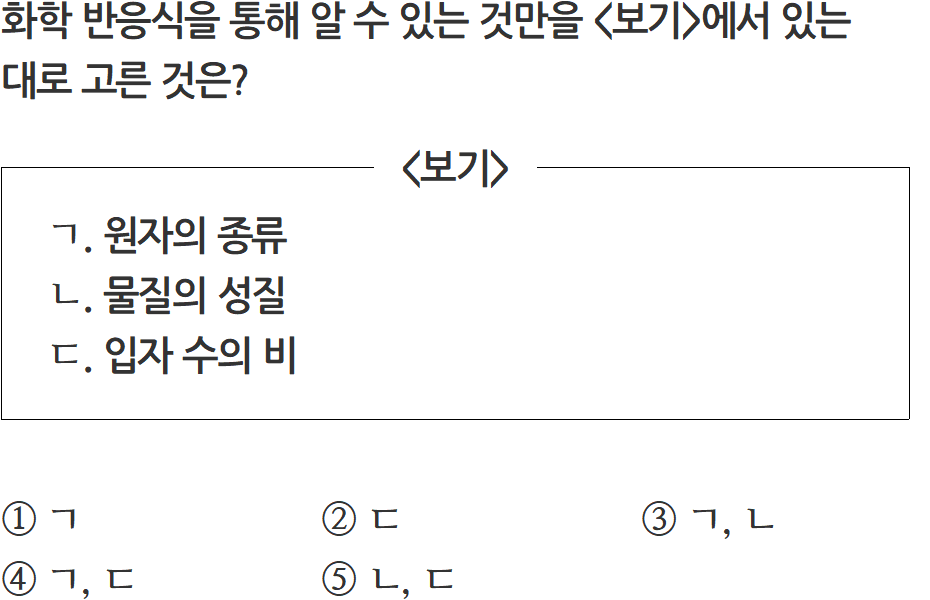 화학 반응식을 통해 알 수 있는 것만을 <보기>에서 있는
대로 고른 것은?
<보기>
ㄱ. 원자의 종류
ㄴ. 물질의 성질
ㄷ. 입자 수의 비
① ㄱ ② ㄷ ③ ㄱ, ㄴ
④ ㄱ, ㄷ ⑤ ㄴ, ㄷ